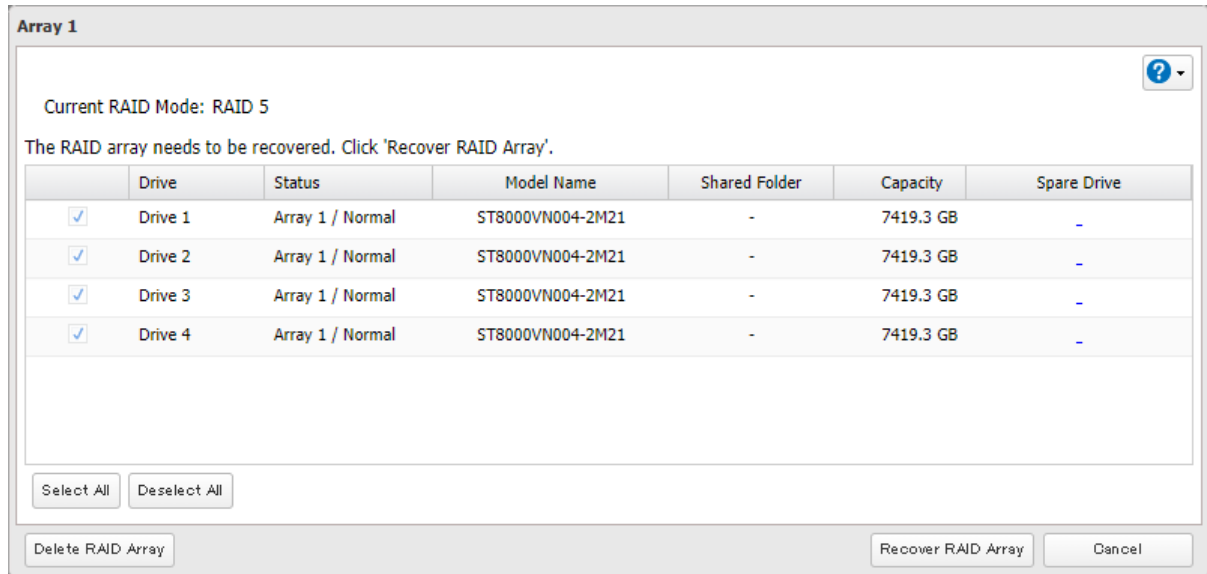 Array 1
?
Current RAID Mode: RAID 5
The RAID array needs to be recovered. Click 'Recover RAID Array'.
Drive Status Model Name Shared Folder Capacity Spare Drive
Drive 1 Array 1 / Normal ST8000VN004-2M21 - 7419.3 GB -
Drive 2 Array 1 / Normal ST8000VN004-2M21 - 7419.3 GB -
Drive 3 Array 1 / Normal ST8000VN004-2M21 - 7419.3 GB -
Drive 4 Array 1 / Normal ST8000VN004-2M21 - 7419.3 GB -
Select All Deselect All
Delete RAID Array Recover RAID Array Cancel